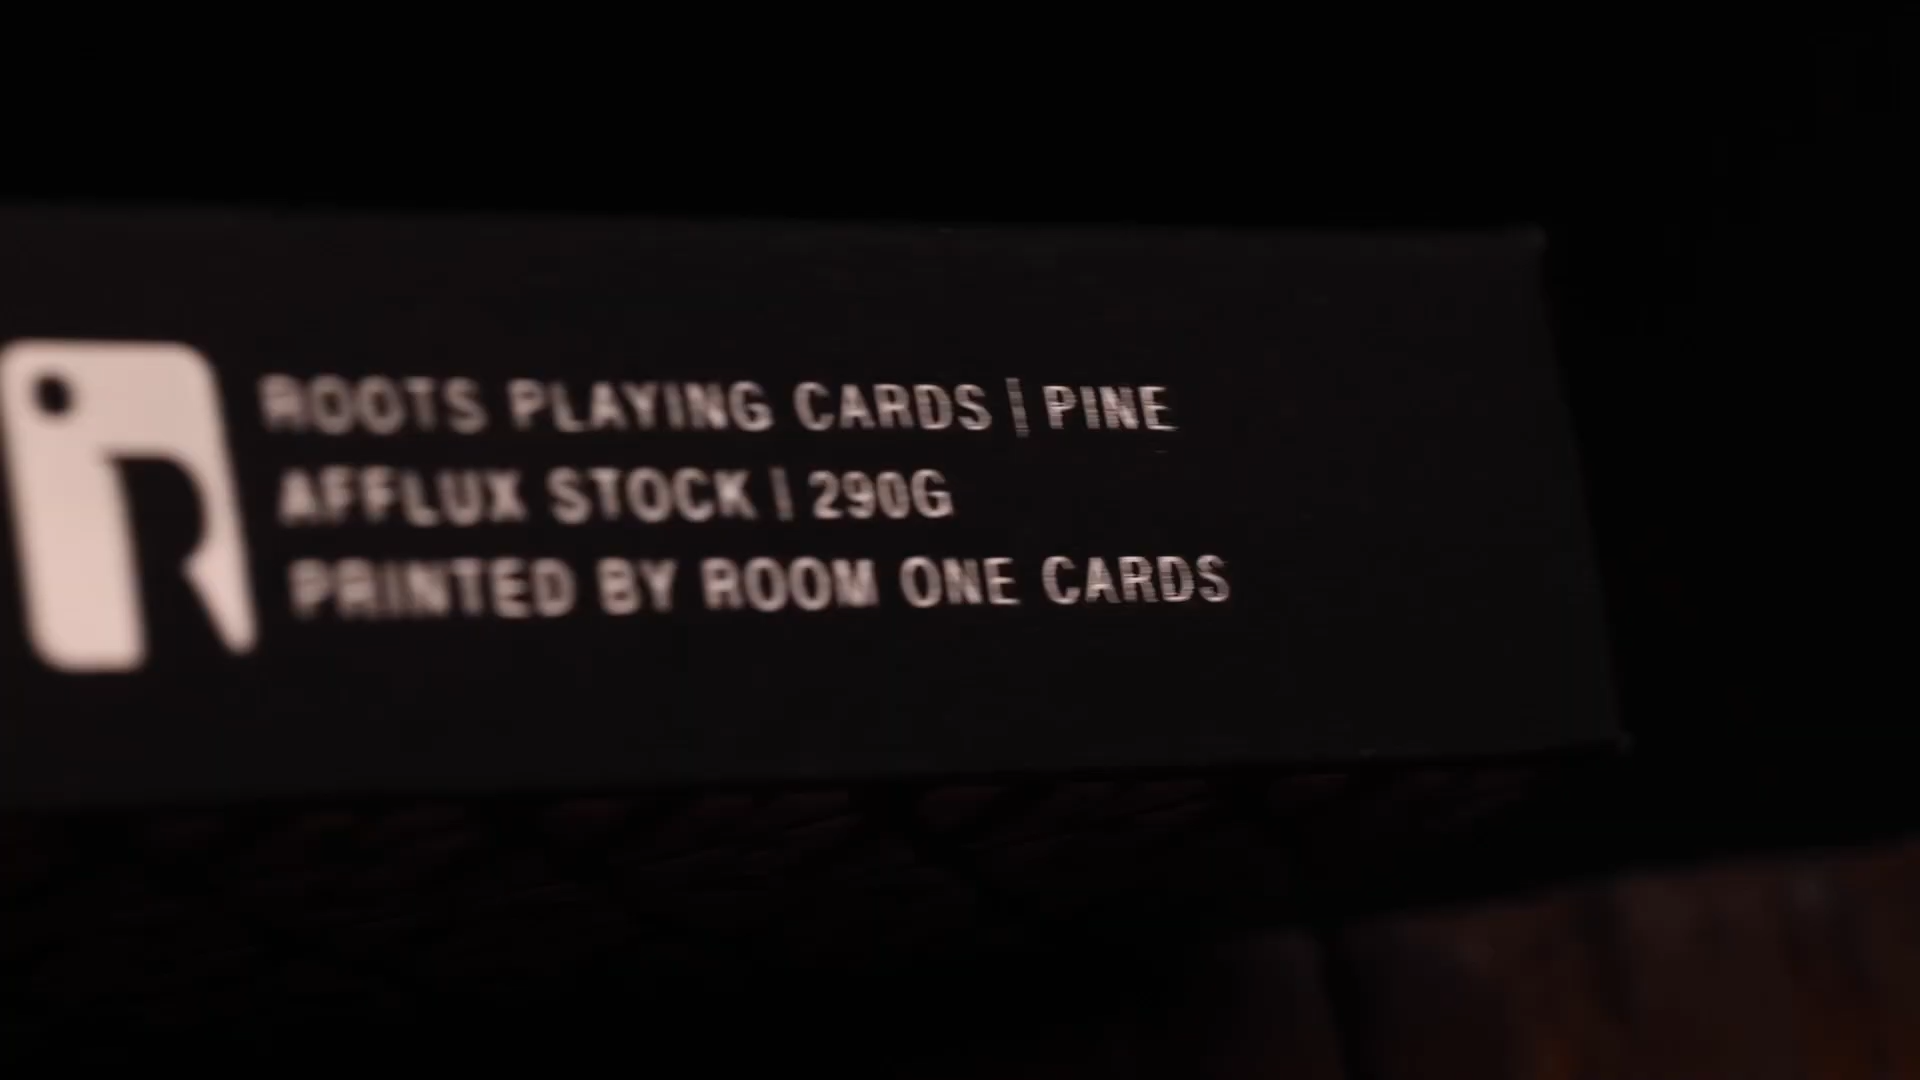 ROOTS PLAYING CARDS | PINE
AFFLUX STOCK | 290G
PRINTED BY ROOM ONE CARDS